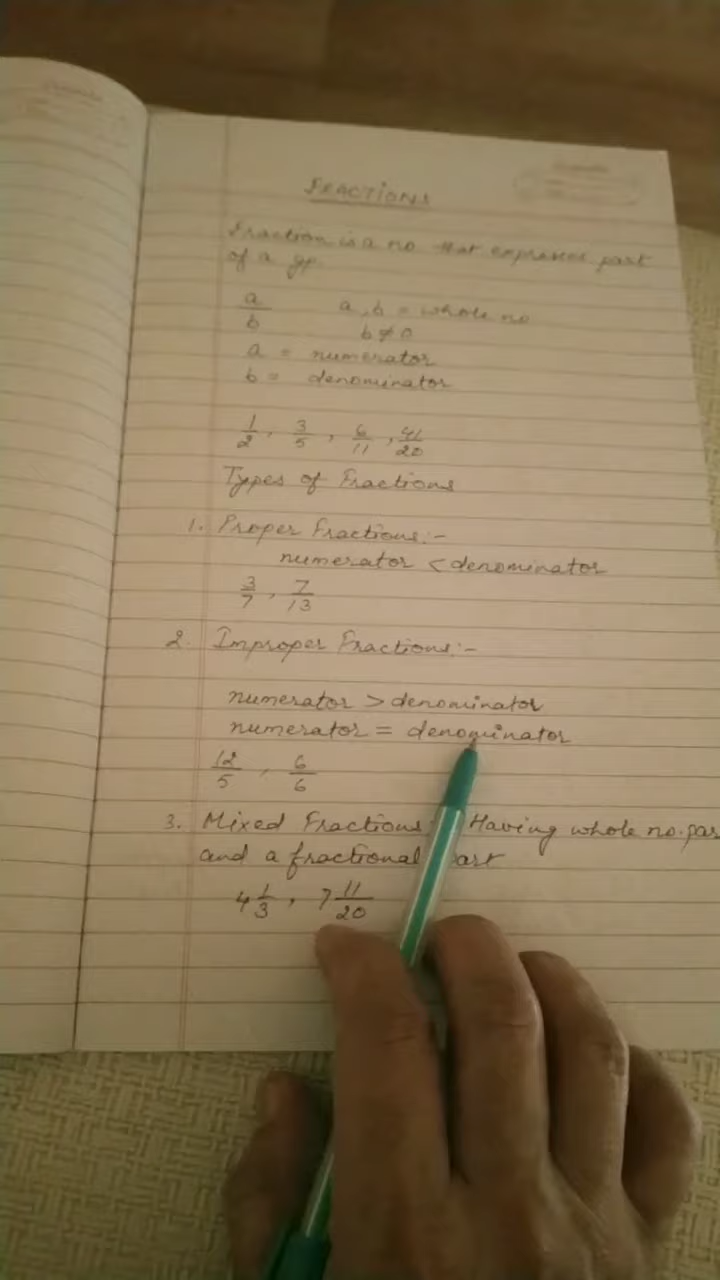 FRACTIONS
Fraction is a no. that expresses part
of a gp.
a/b a, b = whole no
b ≠ 0
a = numerator
b = denominator
1/2, 3/5, 6/11, 41/20
Types of Fractions
1. Proper Fractions:-
numerator < denominator
3/7, 7/13
2. Improper Fractions:-
numerator > denominator
numerator = denominator
12/5, 6/6
3. Mixed Fractions: Having whole no. par
and a fractional art
4 1/3, 7 11/20